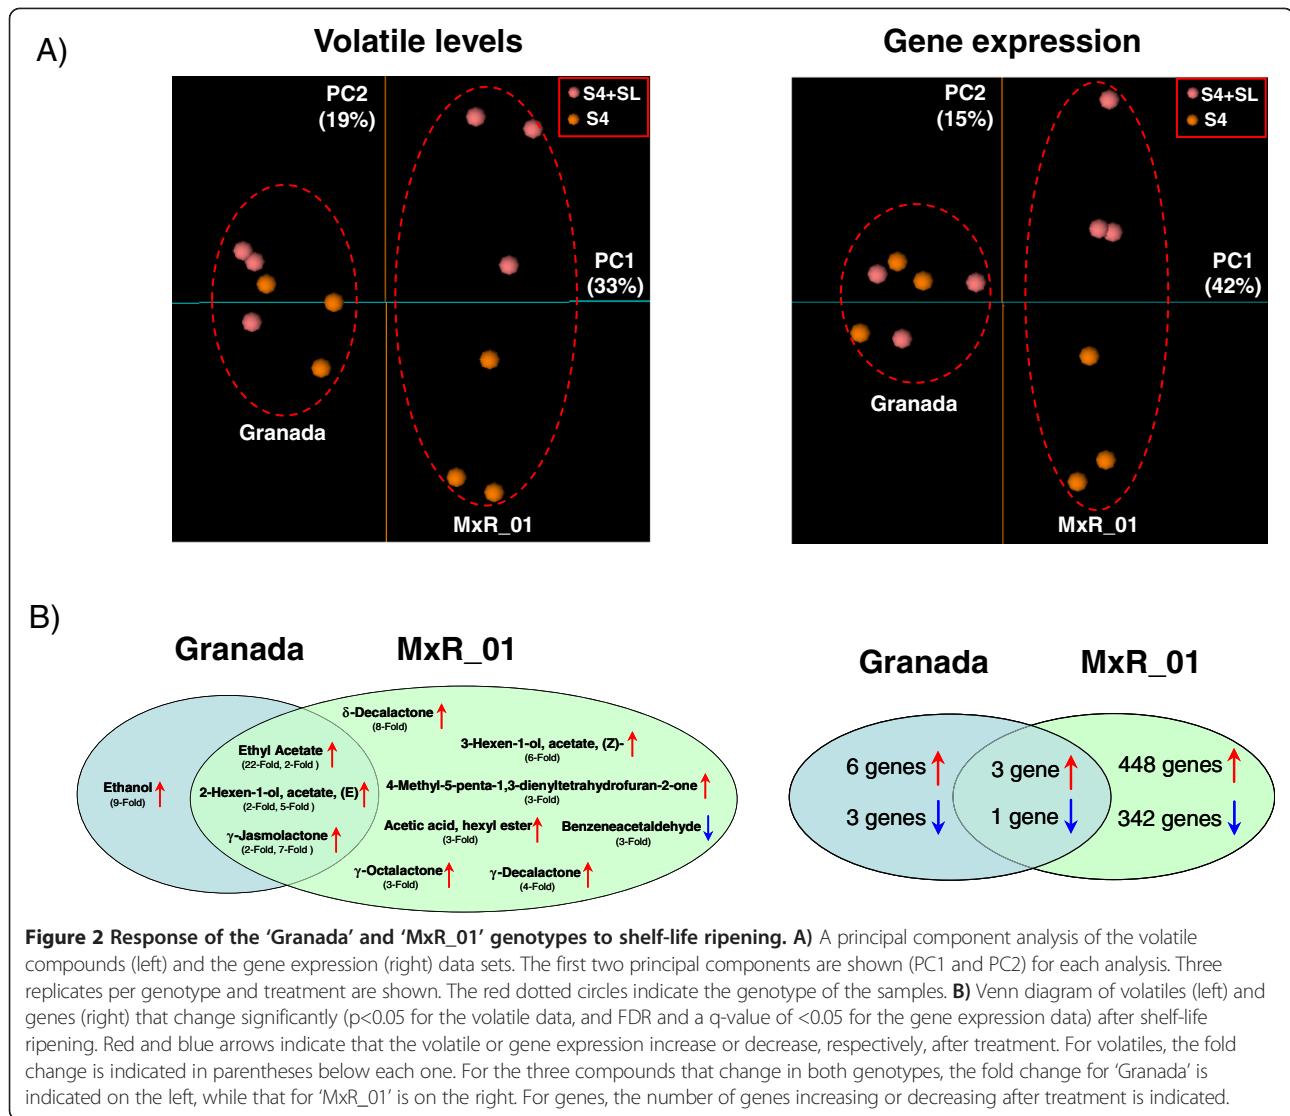 A)
Volatile levels
Gene expression
PC2
(19%)
S4+SL
S4
PC1
(33%)
Granada
MxR_01
PC2
(15%)
S4+SL
S4
PC1
(42%)
Granada
MxR_01
B)
Granada
MxR_01
Ethanol
(9-Fold)
Ethyl Acetate
(22-Fold, 2-Fold )
2-Hexen-1-ol, acetate, (E)
(2-Fold, 5-Fold )
γ-Jasmolactone
(2-Fold, 7-Fold )
δ-Decalactone
(8-Fold)
3-Hexen-1-ol, acetate, (Z)-
(6-Fold)
4-Methyl-5-penta-1,3-dienyltetrahydrofuran-2-one
(3-Fold)
Acetic acid, hexyl ester
(3-Fold)
Benzeneacetaldehyde
(3-Fold)
γ-Octalactone
(3-Fold)
γ-Decalactone
(4-Fold)
Granada
MxR_01
6 genes
3 genes
3 gene
1 gene
448 genes
342 genes
Figure 2 Response of the ‘Granada’ and ‘MxR_01’ genotypes to shelf-life ripening. A) A principal component analysis of the volatile
compounds (left) and the gene expression (right) data sets. The first two principal components are shown (PC1 and PC2) for each analysis. Three
replicates per genotype and treatment are shown. The red dotted circles indicate the genotype of the samples. B) Venn diagram of volatiles (left) and
genes (right) that change significantly (p<0.05 for the volatile data, and FDR and a q-value of <0.05 for the gene expression data) after shelf-life
ripening. Red and blue arrows indicate that the volatile or gene expression increase or decrease, respectively, after treatment. For volatiles, the fold
change is indicated in parentheses below each one. For the three compounds that change in both genotypes, the fold change for ‘Granada’ is
indicated on the left, while that for ‘MxR_01’ is on the right. For genes, the number of genes increasing or decreasing after treatment is indicated.